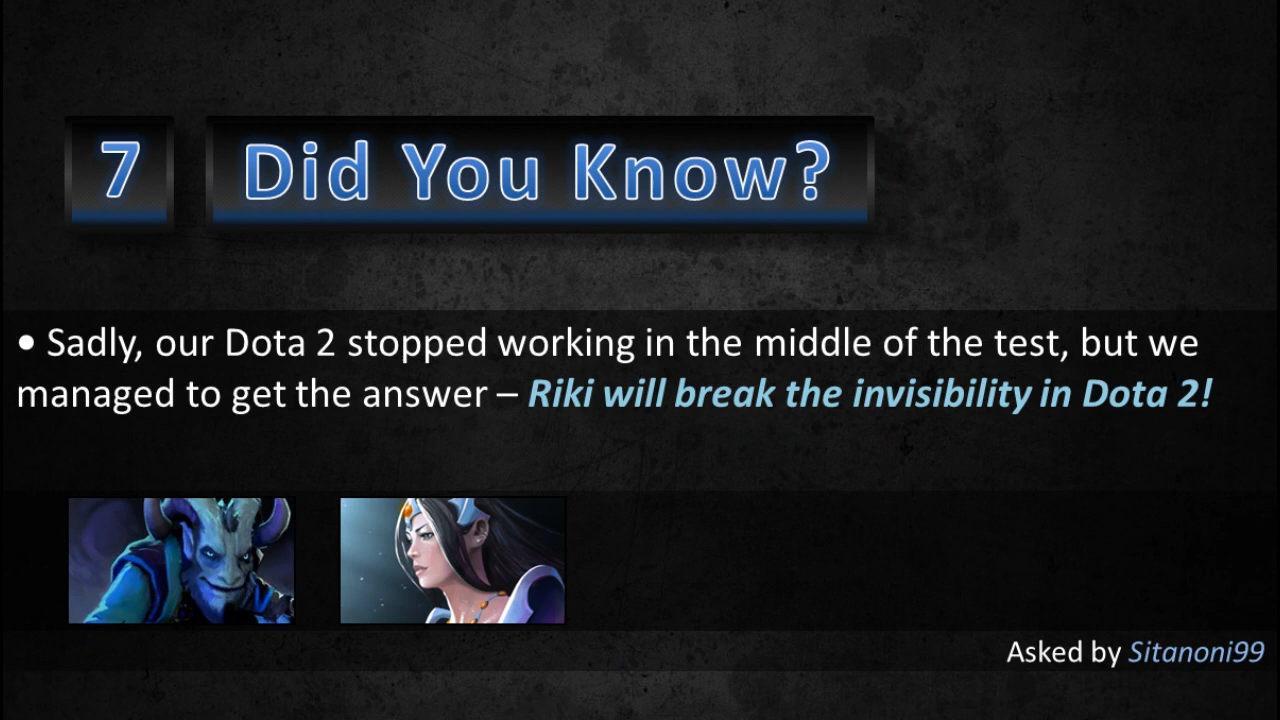 7 Did You Know?
• Sadly, our Dota 2 stopped working in the middle of the test, but we
managed to get the answer – Riki will break the invisibility in Dota 2!
Asked by Sitanoni99